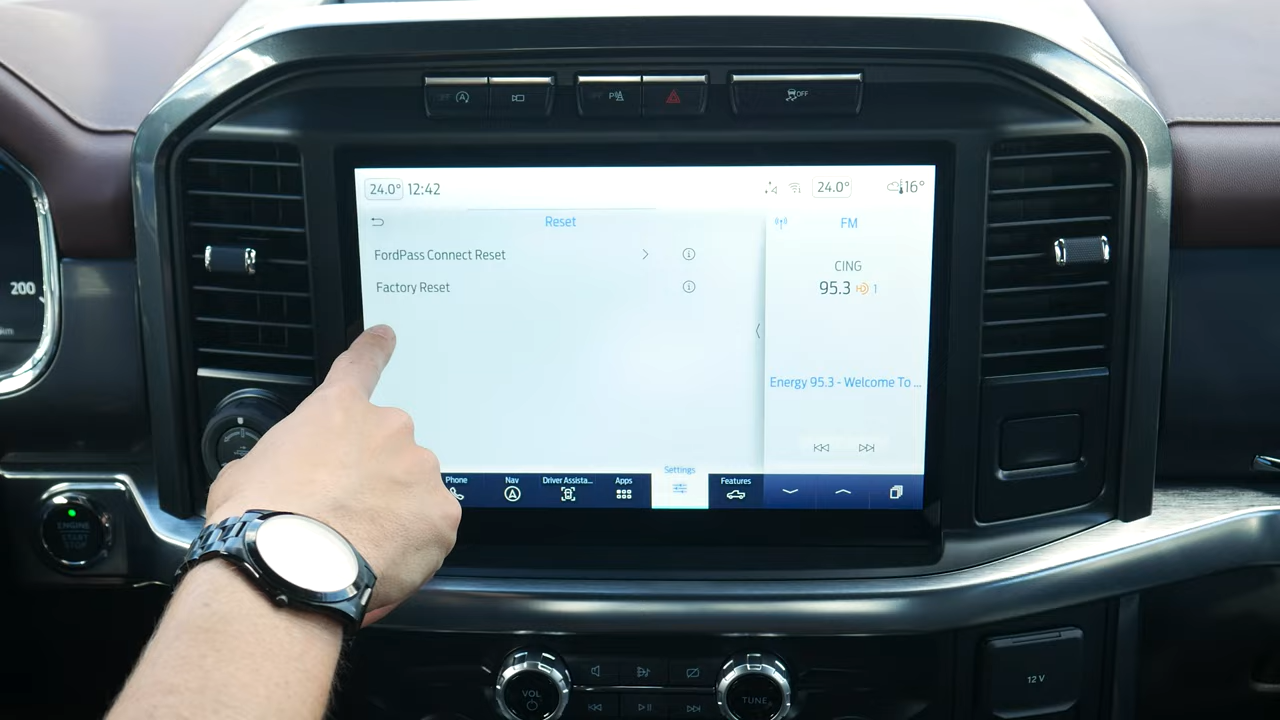 OFF
24.0° 12:42
24.0°
16°
Reset
FM
FordPass Connect Reset
Factory Reset
CING
95.3 HD 1
Energy 95.3 - Welcome To ...
Settings
Phone
Nav
Driver Assista...
Apps
Features
200
km
ENGINE
START
STOP
VOL
TUNE
12 V